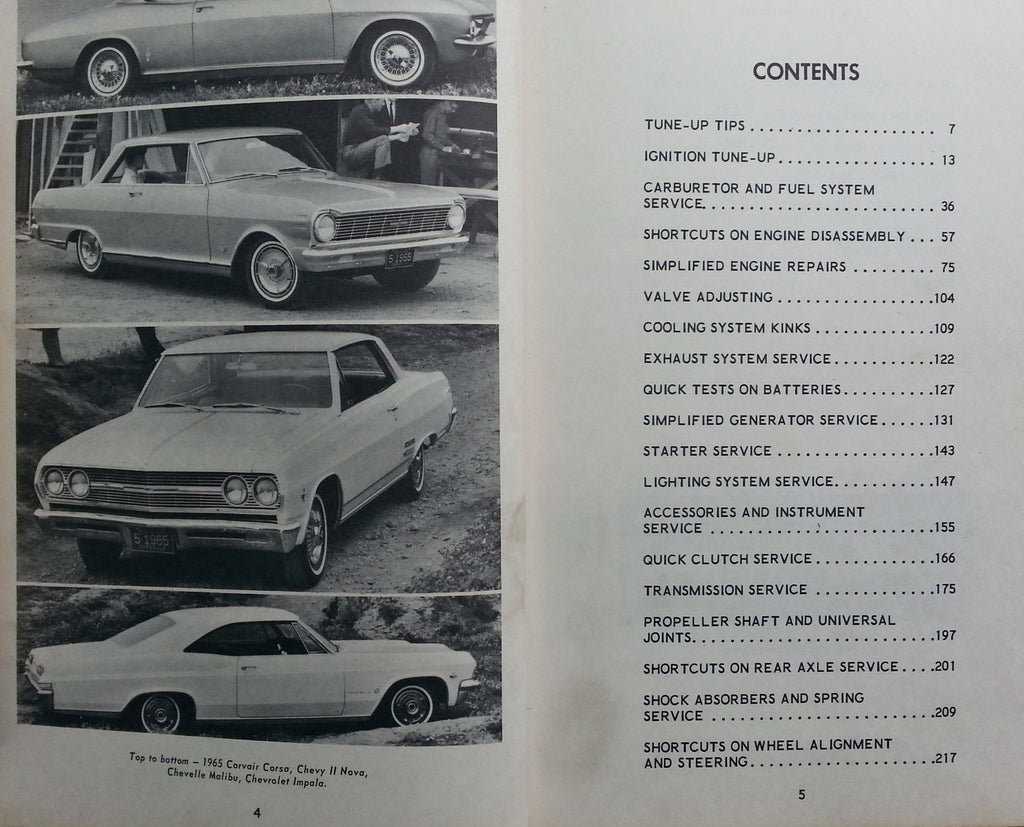 5 1965
5 1965
Top to bottom — 1965 Corvair Corsa, Chevy II Nova,
Chevelle Malibu, Chevrolet Impala.
4
CONTENTS
TUNE-UP TIPS . . . . . . . . . . . . . . . . . . . 7
IGNITION TUNE-UP. . . . . . . . . . . . . . . . 13
CARBURETOR AND FUEL SYSTEM
SERVICE. . . . . . . . . . . . . . . . . . . . . . . 36
SHORTCUTS ON ENGINE DISASSEMBLY . . . 57
SIMPLIFIED ENGINE REPAIRS . . . . . . . . . 75
VALVE ADJUSTING . . . . . . . . . . . . . . . .104
COOLING SYSTEM KINKS . . . . . . . . . . . .109
EXHAUST SYSTEM SERVICE . . . . . . . . . .122
QUICK TESTS ON BATTERIES. . . . . . . . . .127
SIMPLIFIED GENERATOR SERVICE . . . . . .131
STARTER SERVICE . . . . . . . . . . . . . . . .143
LIGHTING SYSTEM SERVICE. . . . . . . . . .147
ACCESSORIES AND INSTRUMENT
SERVICE . . . . . . . . . . . . . . . . . . . . . .155
QUICK CLUTCH SERVICE . . . . . . . . . . . .166
TRANSMISSION SERVICE . . . . . . . . . . . .175
PROPELLER SHAFT AND UNIVERSAL
JOINTS. . . . . . . . . . . . . . . . . . . . . . . .197
SHORTCUTS ON REAR AXLE SERVICE . . . .201
SHOCK ABSORBERS AND SPRING
SERVICE . . . . . . . . . . . . . . . . . . . . . .209
SHORTCUTS ON WHEEL ALIGNMENT
AND STEERING. . . . . . . . . . . . . . . . . .217
5